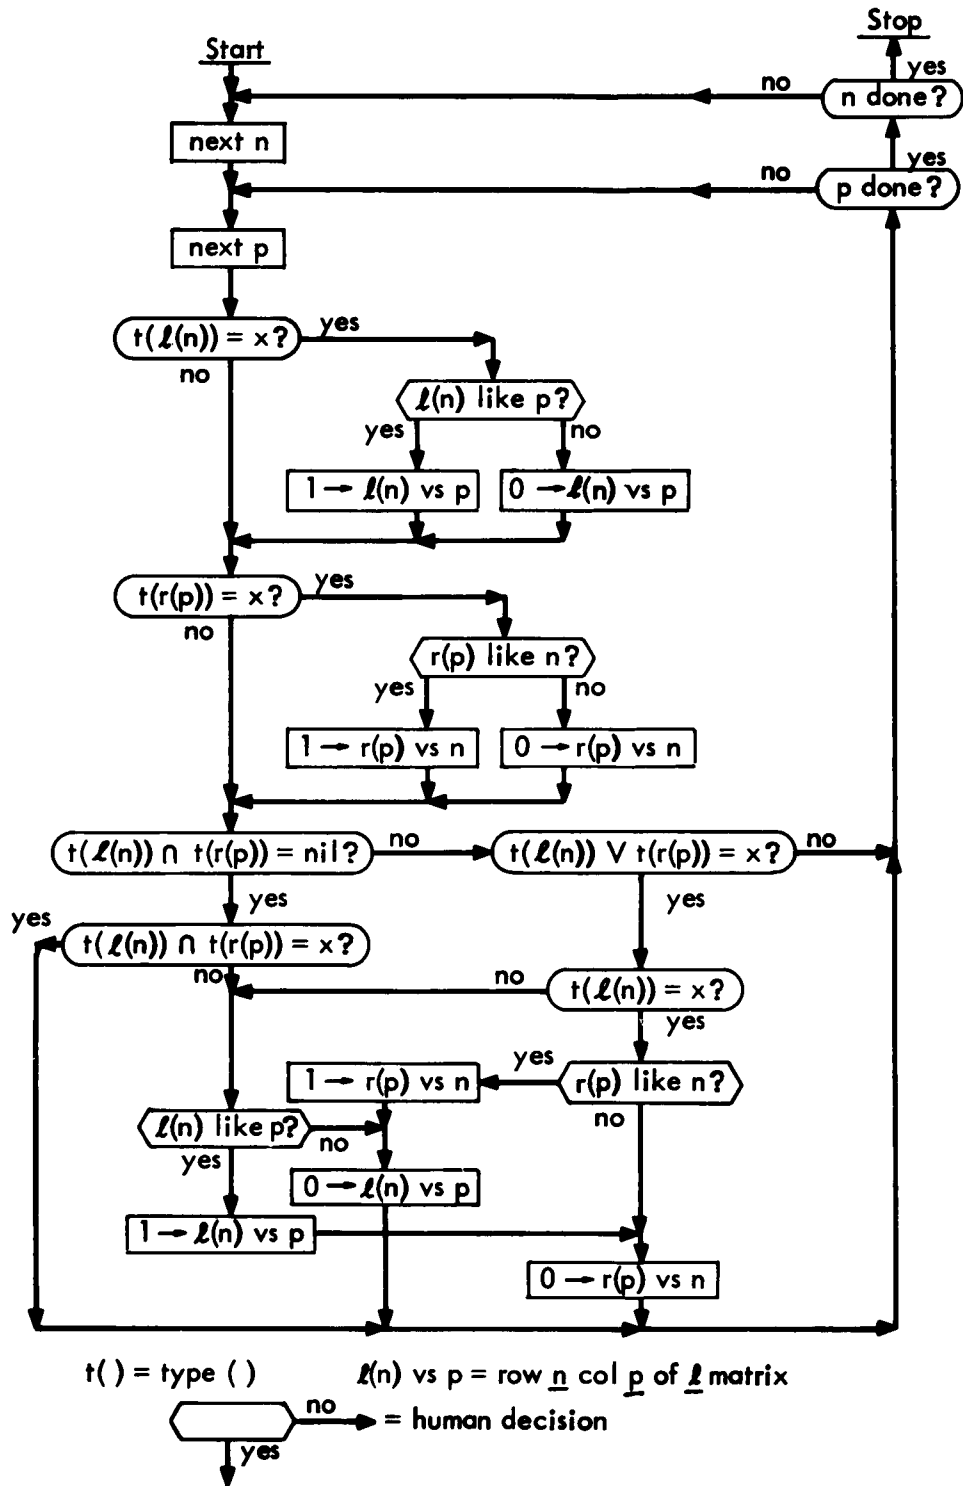 Stop
Start
yes
no
n done?
next n
yes
no
p done?
next p
t(ℓ(n)) = x?
yes
no
ℓ(n) like p?
yes
no
1 → ℓ(n) vs p
0 → ℓ(n) vs p
t(r(p)) = x?
yes
no
r(p) like n?
yes
no
1 → r(p) vs n
0 → r(p) vs n
t(ℓ(n)) ∩ t(r(p)) = nil?
no
t(ℓ(n)) V t(r(p)) = x?
no
yes
yes
yes
t(ℓ(n)) ∩ t(r(p)) = x?
no
no
t(ℓ(n)) = x?
yes
yes
1 → r(p) vs n
r(p) like n?
no
ℓ(n) like p?
no
yes
0 → ℓ(n) vs p
1 → ℓ(n) vs p
0 → r(p) vs n
t( ) = type ( )
ℓ(n) vs p = row n col p of ℓ matrix
no
= human decision
yes